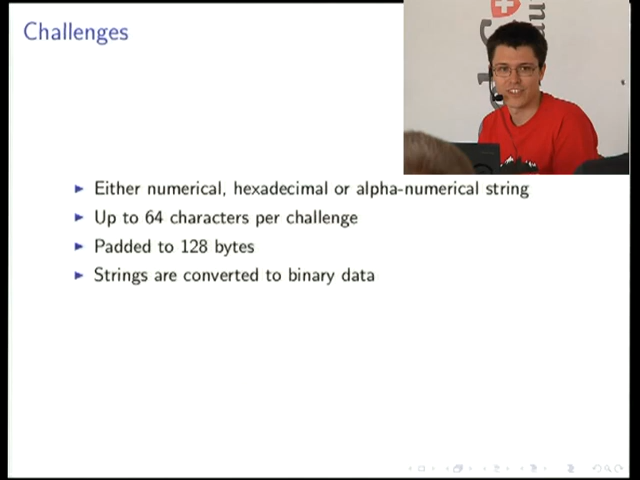 Challenges
Either numerical, hexadecimal or alpha-numerical string
Up to 64 characters per challenge
Padded to 128 bytes
Strings are converted to binary data